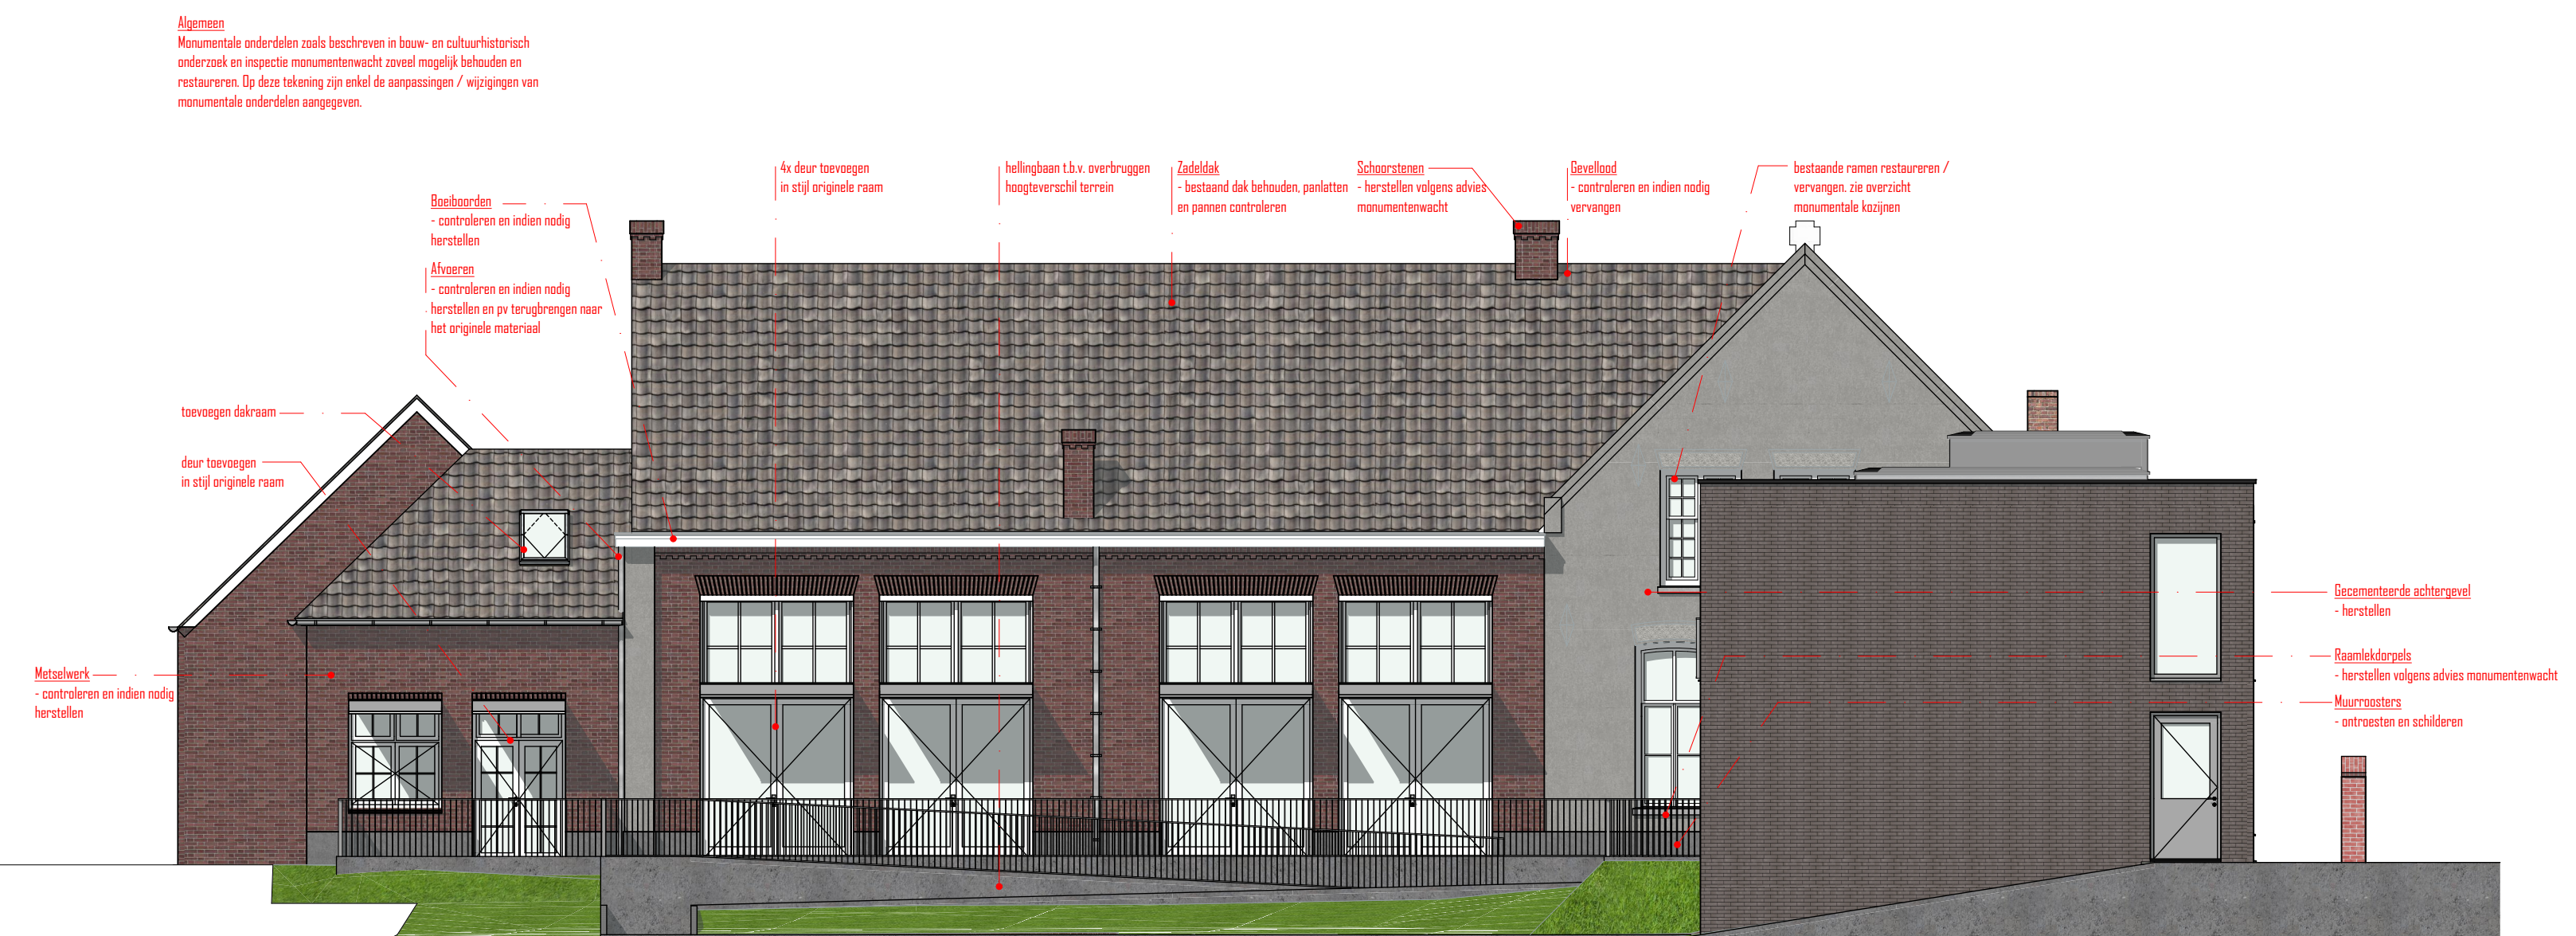 Algemeen
Monumentale onderdelen zoals beschreven in bouw- en cultuurhistorisch
onderzoek en inspectie monumentenwacht zoveel mogelijk behouden en
restaureren. Op deze tekening zijn enkel de aanpassingen / wijzigingen van
monumentale onderdelen aangegeven.
Boeiboorden
- controleren en indien nodig
herstellen
Afvoeren
- controleren en indien nodig
herstellen en pv terugbrengen naar
het originele materiaal
4x deur toevoegen
in stijl originele raam
hellingbaan t.b.v. overbruggen
hoogteverschil terrein
Zadeldak
- bestaand dak behouden, panlatten
en pannen controleren
Schoorstenen
- herstellen volgens advies
monumentenwacht
Gevellood
- controleren en indien nodig
vervangen
bestaande ramen restaureren /
vervangen. zie overzicht
monumentale kozijnen
toevoegen dakraam
deur toevoegen
in stijl originele raam
Metselwerk
- controleren en indien nodig
herstellen
Gecementeerde achtergevel
- herstellen
Raamlekdorpels
- herstellen volgens advies monumentenwacht
Muurroosters
- ontroesten en schilderen